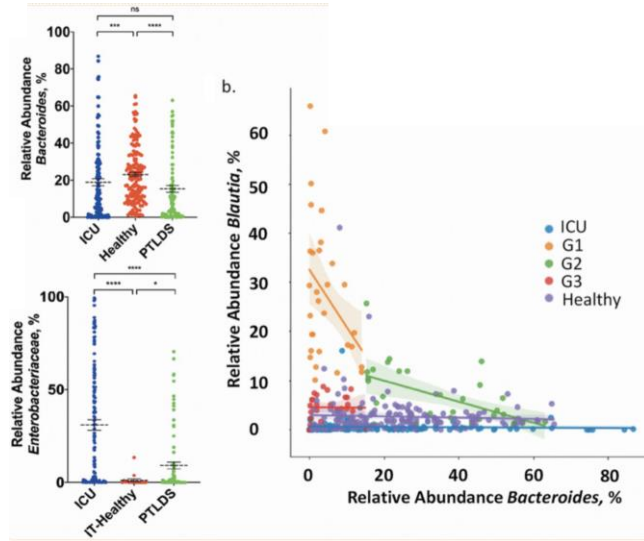 ns
*** ****
Relative Abundance
Bacteroides, %
100
80
60
40
20
0
ICU Healthy PTLDS
****
**** *
Relative Abundance
Enterobacteriaceae, %
100
50
0
ICU IT-Healthy PTLDS
b.
Relative Abundance Blautia, %
60
50
40
30
20
10
0
ICU
G1
G2
G3
Healthy
0 20 40 60 80
Relative Abundance Bacteroides, %